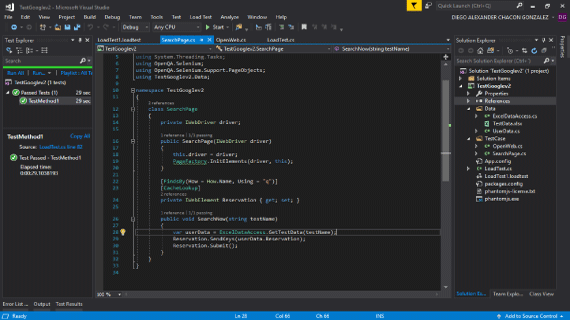 TestGooglev2 - Microsoft Visual Studio
Quick Launch (Ctrl+Q)
File Edit View Project Build Debug Team Tools Test Load Test Analyze Window Help
DIEGO ALEXANDER CHACON GONZALEZ
DG
Debug Any CPU Start
Test Explorer
Search
Run All | Run... | Playlist : All Tests
TestGooglev2 (1 tests)
Passed Tests (1) 29 sec
TestMethod1 29 sec
TestMethod1 Copy All
Source: LoadTest.cs line 82
Test Passed - TestMethod1
Elapsed time: 0:00:29.1038193
LoadTest1.loadtest SearchPage.cs OpenWeb.cs LoadTest.cs
TestGooglev2 TestGooglev2.SearchPage SearchNow(string testName)
using System.Threading.Tasks;
using OpenQA.Selenium;
using OpenQA.Selenium.Support.PageObjects;
using TestGooglev2.Data;
namespace TestGooglev2
{
class SearchPage
{
private IWebDriver driver;
1 reference | 1/1 passing
public SearchPage(IWebDriver driver)
{
this.driver = driver;
PageFactory.InitElements(driver, this);
}
[FindsBy(How = How.Name, Using = "q")]
[CacheLookup]
private IWebElement Reservation { get; set; }
1 reference | 1/1 passing
public void SearchNow(string testName)
{
var userData = ExcelDataAccess.GetTestData(testName);
Reservation.SendKeys(userData.Reservation);
Reservation.Submit();
}
}
}
100 %
Solution Explorer
Search Solution Explorer (Ctrl+;)
Solution 'TestGooglev2' (1 project)
Solution Items
TestGooglev2
Properties
References
Data
ExcelDataAccess.cs
TestData.xlsx
UserData.cs
TestCase
OpenWeb.cs
SearchPage.cs
App.config
LoadTest.cs
LoadTest1.loadtest
packages.config
phantomjs-license.txt
phantomjs.exe
Properties
Solution Ex... Team Explor...
Error List ... Output Test Results
Ready Ln 28 Col 66 Ch 66 INS Add to Source Control